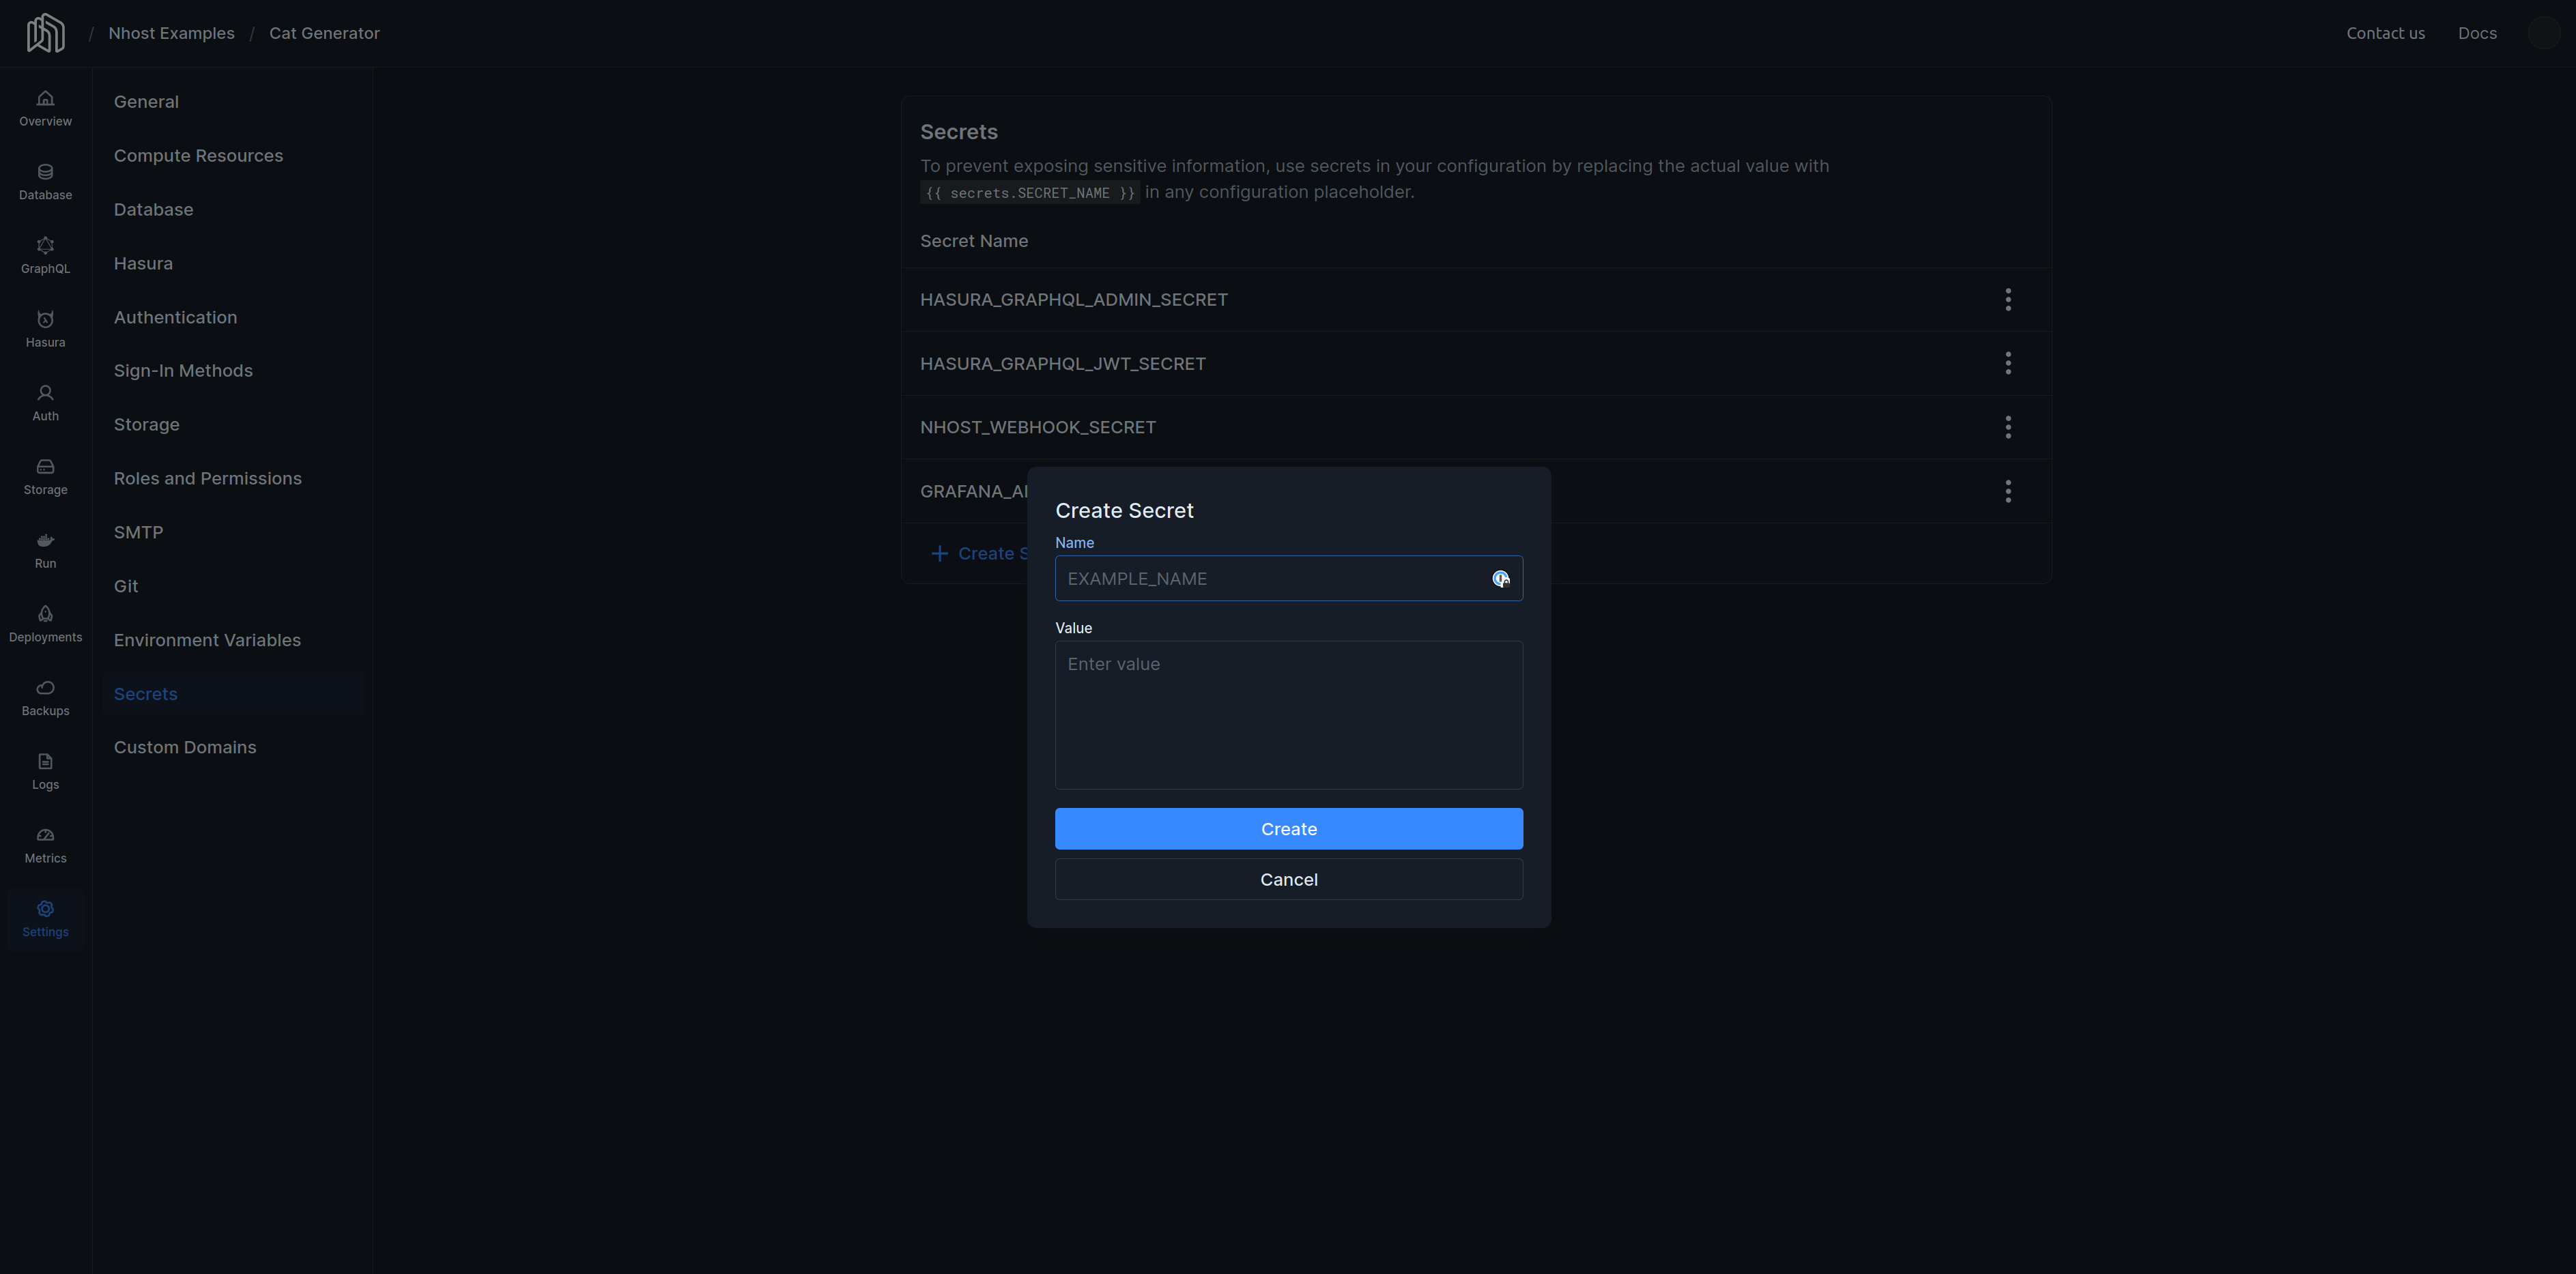 / Nhost Examples / Cat Generator
Contact us
Docs
Overview
Database
GraphQL
Hasura
Auth
Storage
Run
Deployments
Backups
Logs
Metrics
Settings
General
Compute Resources
Database
Hasura
Authentication
Sign-In Methods
Storage
Roles and Permissions
SMTP
Git
Environment Variables
Secrets
Custom Domains
Secrets
To prevent exposing sensitive information, use secrets in your configuration by replacing the actual value with
{{ secrets.SECRET_NAME }} in any configuration placeholder.
Secret Name
HASURA_GRAPHQL_ADMIN_SECRET
HASURA_GRAPHQL_JWT_SECRET
NHOST_WEBHOOK_SECRET
Create Secret
Name
EXAMPLE_NAME
Value
Enter value
Create
Cancel
+ Create